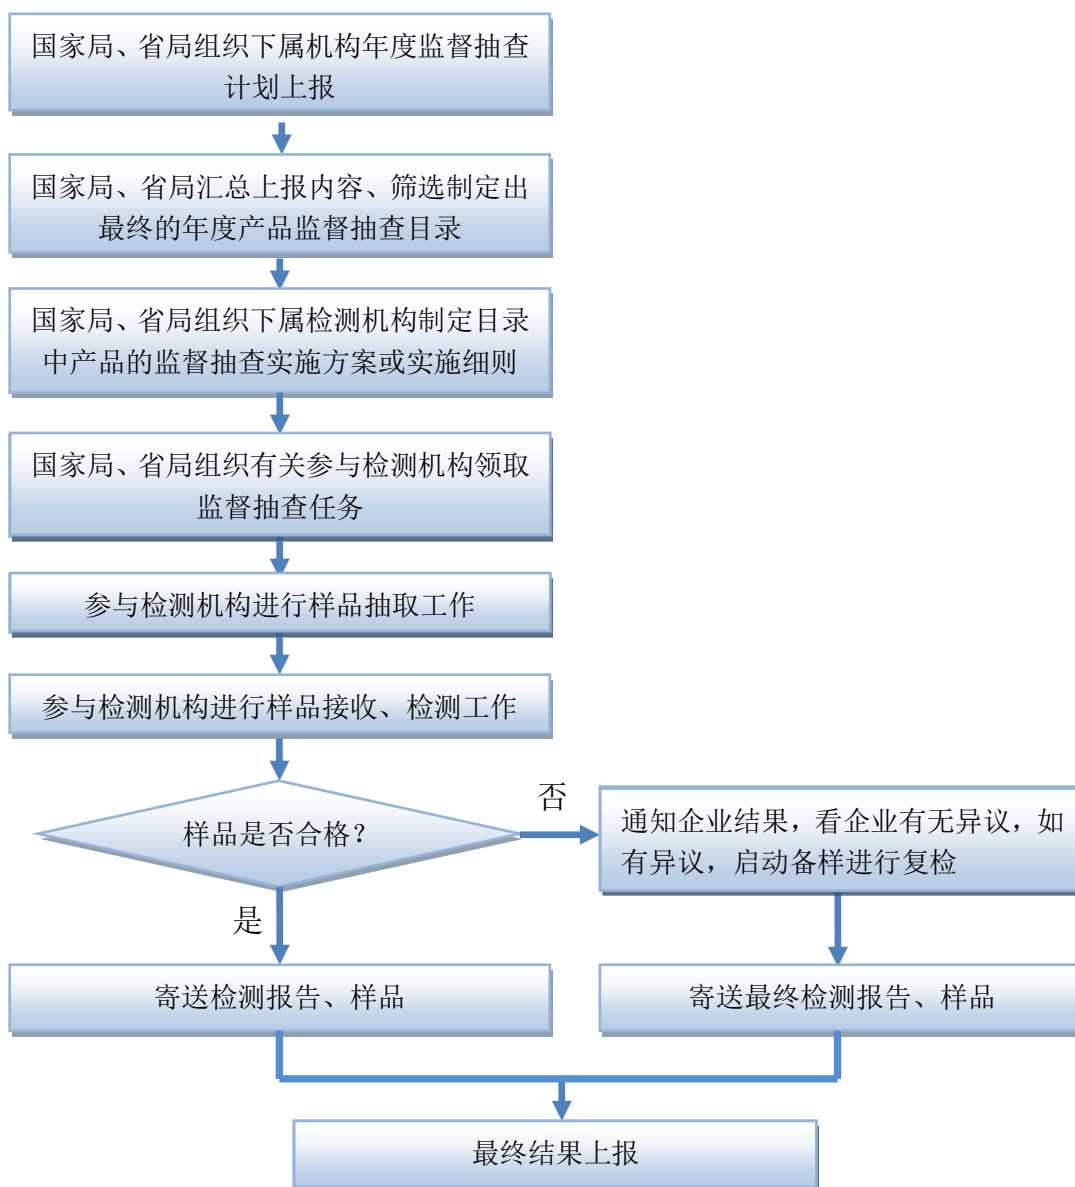 国家局、省局组织下属机构年度监督抽查
计划上报
国家局、省局汇总上报内容、筛选制定出
最终的年度产品监督抽查目录
国家局、省局组织下属检测机构制定目录
中产品的监督抽查实施方案或实施细则
国家局、省局组织有关参与检测机构领取
监督抽查任务
参与检测机构进行样品抽取工作
参与检测机构进行样品接收、检测工作
样品是否合格？
否
通知企业结果，看企业有无异议，如
有异议，启动备样进行复检
是
寄送检测报告、样品
寄送最终检测报告、样品
最终结果上报